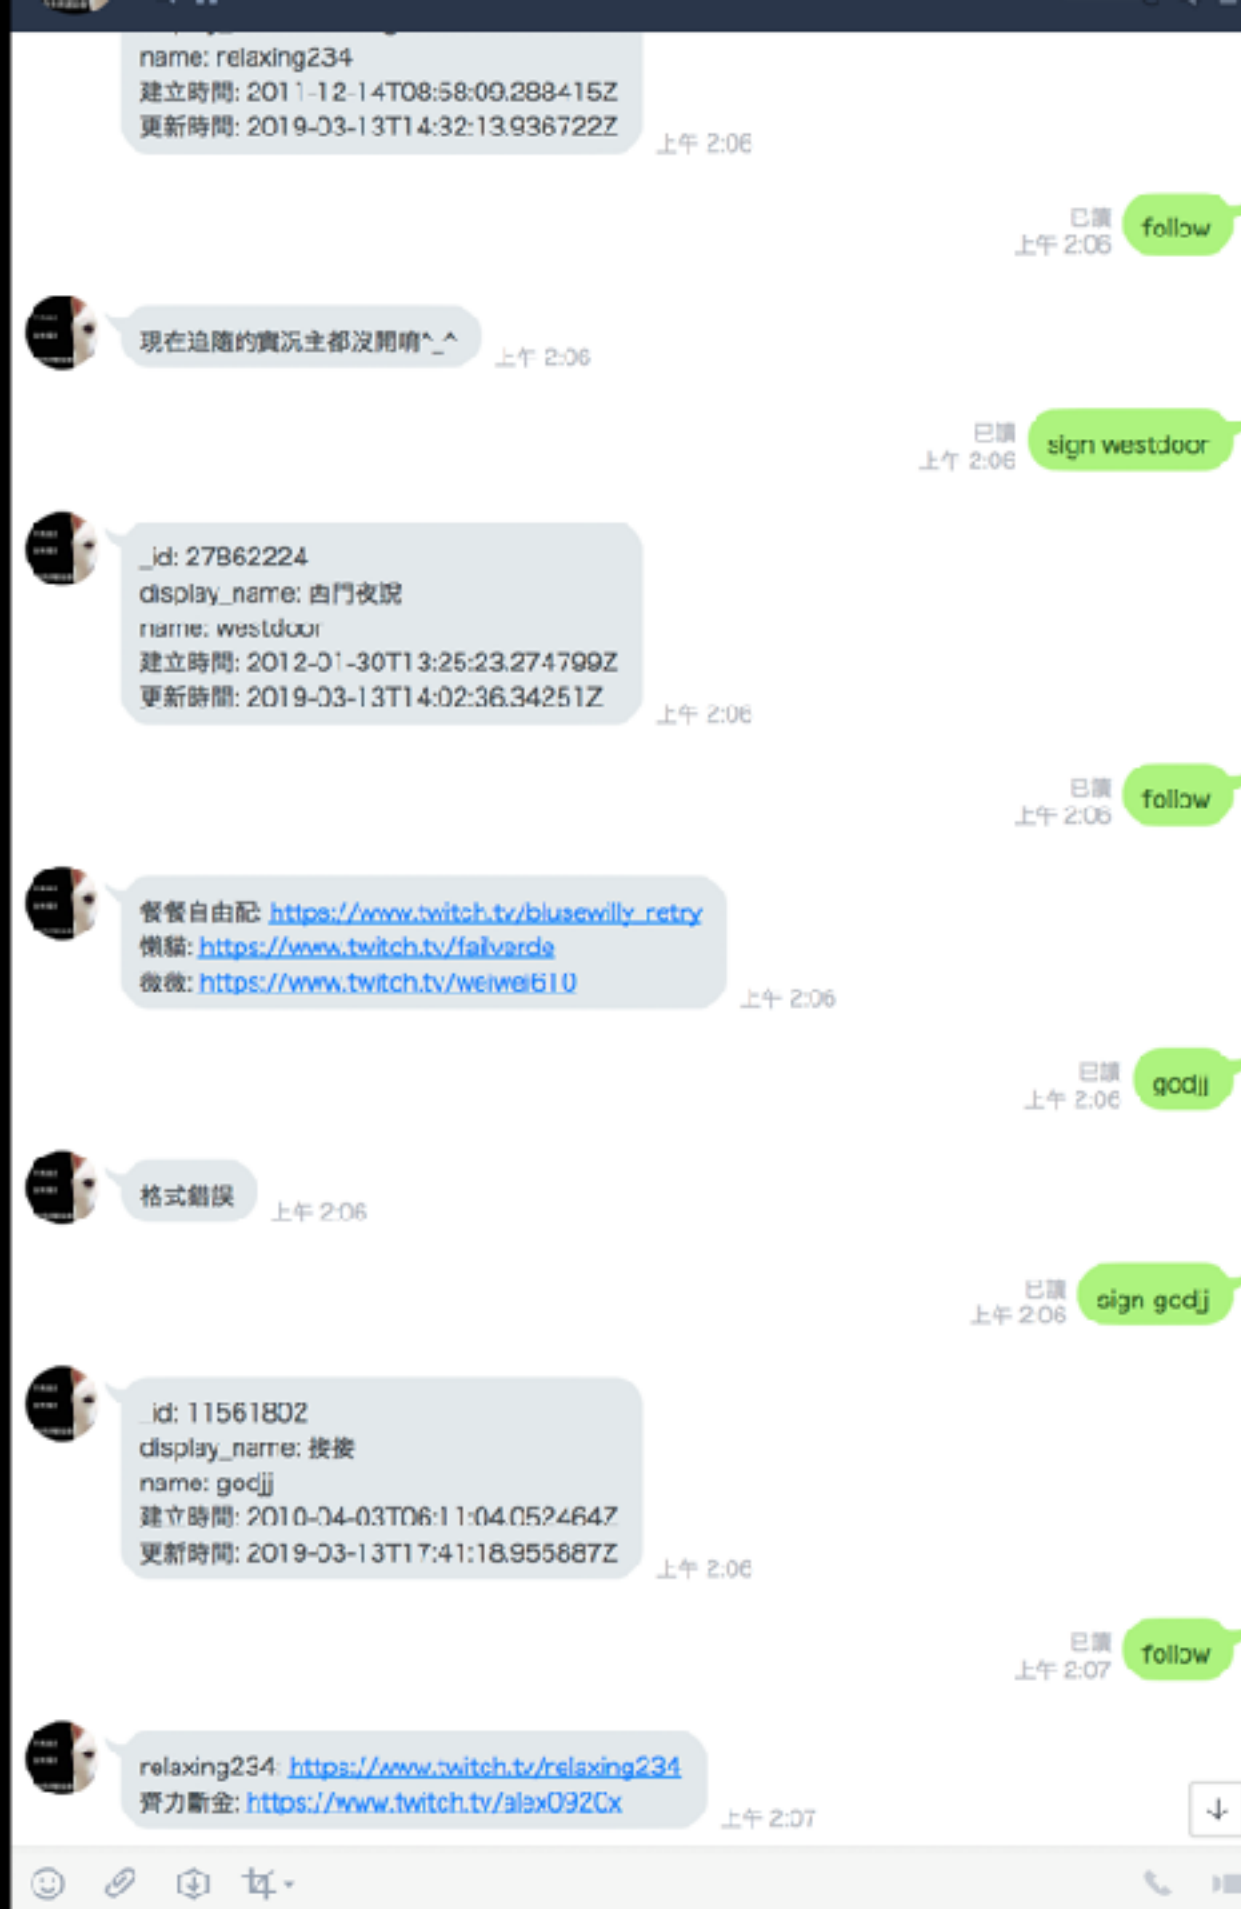 name: relaxing234
建立時間: 2011-12-14T08:58:09.288415Z
更新時間: 2019-03-13T14:32:13.936722Z
上午 2:06
已讀
上午 2:06
follow
現在追隨的實況主都沒開唷^_^
上午 2:06
已讀
上午 2:06
sign westdoor
_id: 27862224
display_name: 西門夜說
name: westdoor
建立時間: 2012-01-30T13:25:23.274799Z
更新時間: 2019-03-13T14:02:36.34251Z
上午 2:06
已讀
上午 2:06
follow
餐餐自由配: https://www.twitch.tv/blusewilly_retry
懶貓: https://www.twitch.tv/failverde
薇薇: https://www.twitch.tv/weiwei610
上午 2:06
已讀
上午 2:06
godjj
格式錯誤
上午 2:06
已讀
上午 2:06
sign godjj
_id: 11561802
display_name: 接接
name: godjj
建立時間: 2010-04-03T06:11:04.052464Z
更新時間: 2019-03-13T17:41:18.955887Z
上午 2:06
已讀
上午 2:07
follow
relaxing234: https://www.twitch.tv/relaxing234
齊力斷金: https://www.twitch.tv/alex0920x
上午 2:07